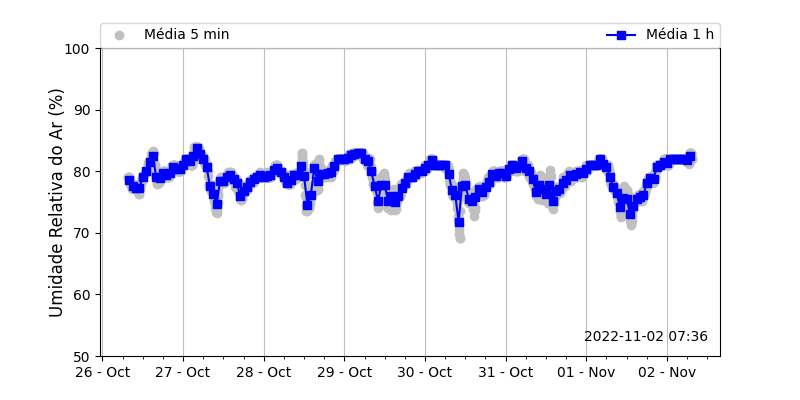 Média 5 min Média 1 h
100
90
80
70
60
50
Umidade Relativa do Ar (%)
2022-11-02 07:36
26 - Oct 27 - Oct 28 - Oct 29 - Oct 30 - Oct 31 - Oct 01 - Nov 02 - Nov